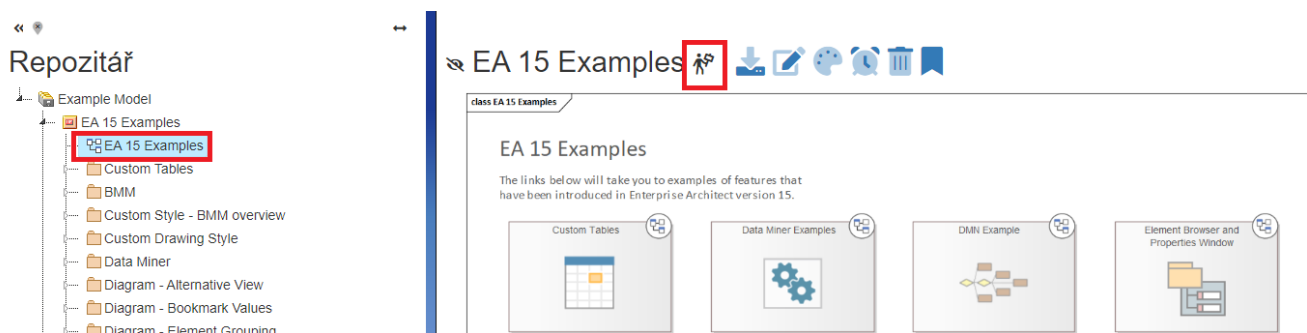 Repozitář
Example Model
EA 15 Examples
EA 15 Examples
Custom Tables
BMM
Custom Style - BMM overview
Custom Drawing Style
Data Miner
Diagram - Alternative View
Diagram - Bookmark Values
Diagram - Element Grouping
EA 15 Examples
class EA 15 Examples
EA 15 Examples
The links below will take you to examples of features that
have been introduced in Enterprise Architect version 15.
Custom Tables
Data Miner Examples
DMN Example
Element Browser and
Properties Window